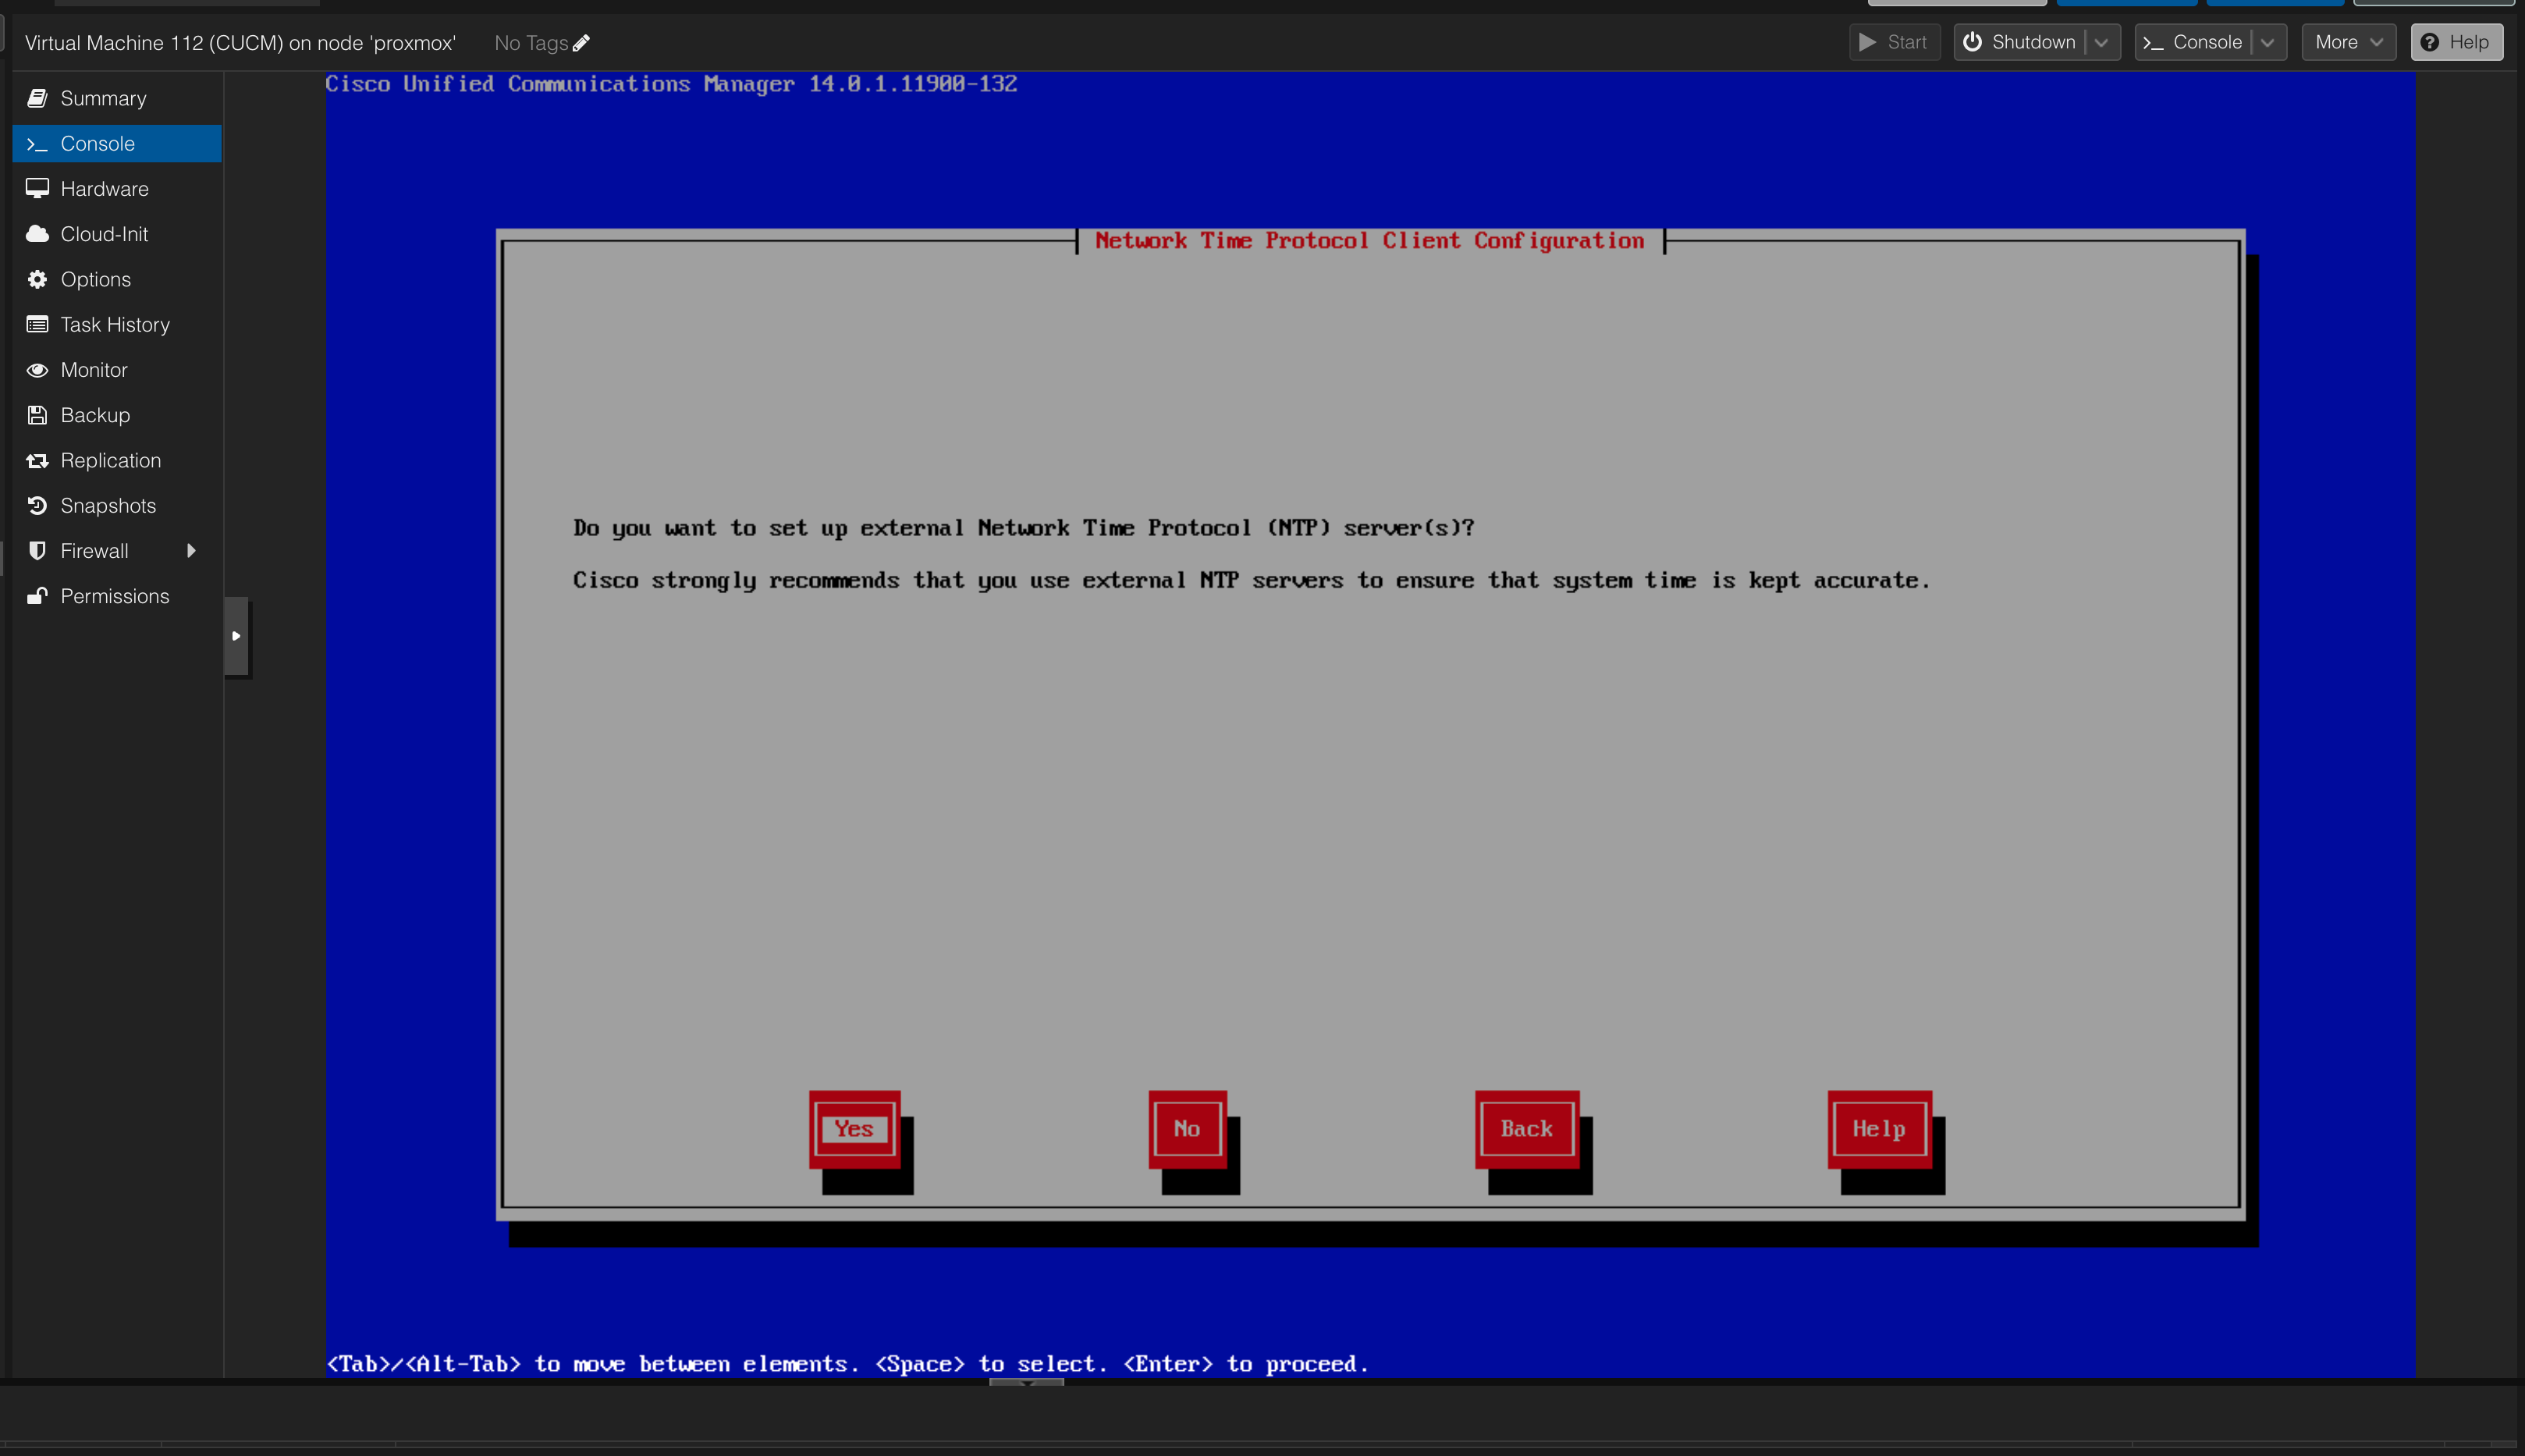 Virtual Machine 112 (CUCM) on node 'proxmox' No Tags Start Shutdown Console More Help
Summary
Console
Hardware
Cloud-Init
Options
Task History
Monitor
Backup
Replication
Snapshots
Firewall
Permissions
Cisco Unified Communications Manager 14.0.1.11900-132
Network Time Protocol Client Configuration
Do you want to set up external Network Time Protocol (NTP) server(s)?
Cisco strongly recommends that you use external NTP servers to ensure that system time is kept accurate.
Yes No Back Help
<Tab>/<Alt-Tab> to move between elements. <Space> to select. <Enter> to proceed.